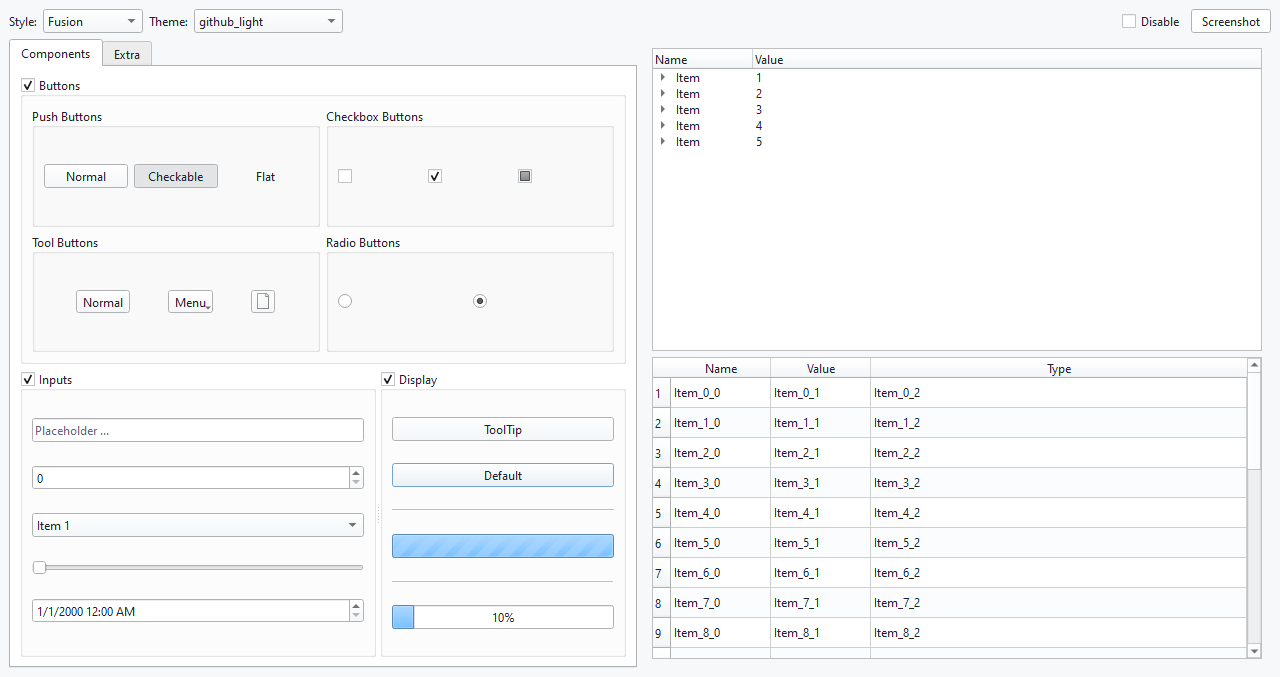 Style: Fusion Theme: github_light Disable Screenshot
Components Extra
Buttons
Push Buttons
Normal Checkable Flat
Checkbox Buttons
Tool Buttons
Normal Menu
Radio Buttons
Inputs
Placeholder ...
0
Item 1
1/1/2000 12:00 AM
Display
ToolTip
Default
10%
Name Value
Item 1
Item 2
Item 3
Item 4
Item 5
Name Value Type
1 Item_0_0 Item_0_1 Item_0_2
2 Item_1_0 Item_1_1 Item_1_2
3 Item_2_0 Item_2_1 Item_2_2
4 Item_3_0 Item_3_1 Item_3_2
5 Item_4_0 Item_4_1 Item_4_2
6 Item_5_0 Item_5_1 Item_5_2
7 Item_6_0 Item_6_1 Item_6_2
8 Item_7_0 Item_7_1 Item_7_2
9 Item_8_0 Item_8_1 Item_8_2